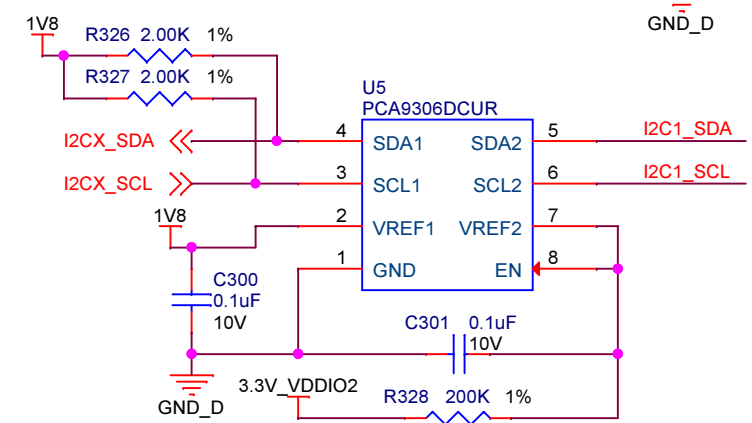 1V8
R326 2.00K 1%
GND_D
R327 2.00K 1%
U5
PCA9306DCUR
I2CX_SDA
4
SDA1
SDA2
5
I2C1_SDA
I2CX_SCL
3
SCL1
SCL2
6
I2C1_SCL
1V8
2
VREF1
VREF2
7
1
GND
EN
8
C300
0.1uF
10V
C301 0.1uF
10V
GND_D
3.3V_VDDIO2
R328 200K 1%